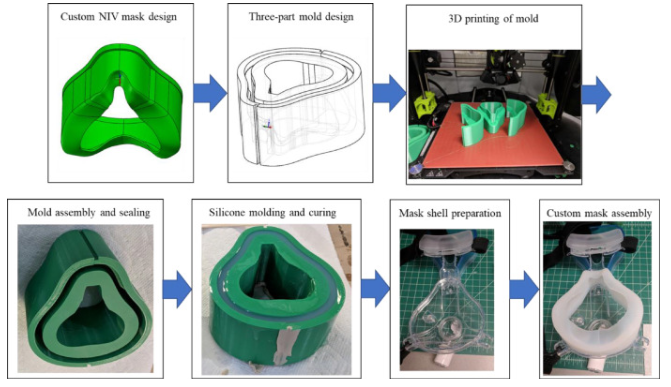 Custom NIV mask design
Three-part mold design
3D printing of mold
Mold assembly and sealing
Silicone molding and curing
Mask shell preparation
Custom mask assembly